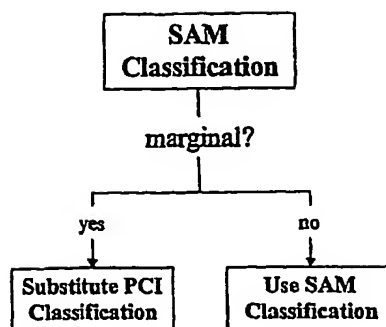 SAM
Classification
marginal?
yes
no
Substitute PCI
Classification
Use SAM
Classification